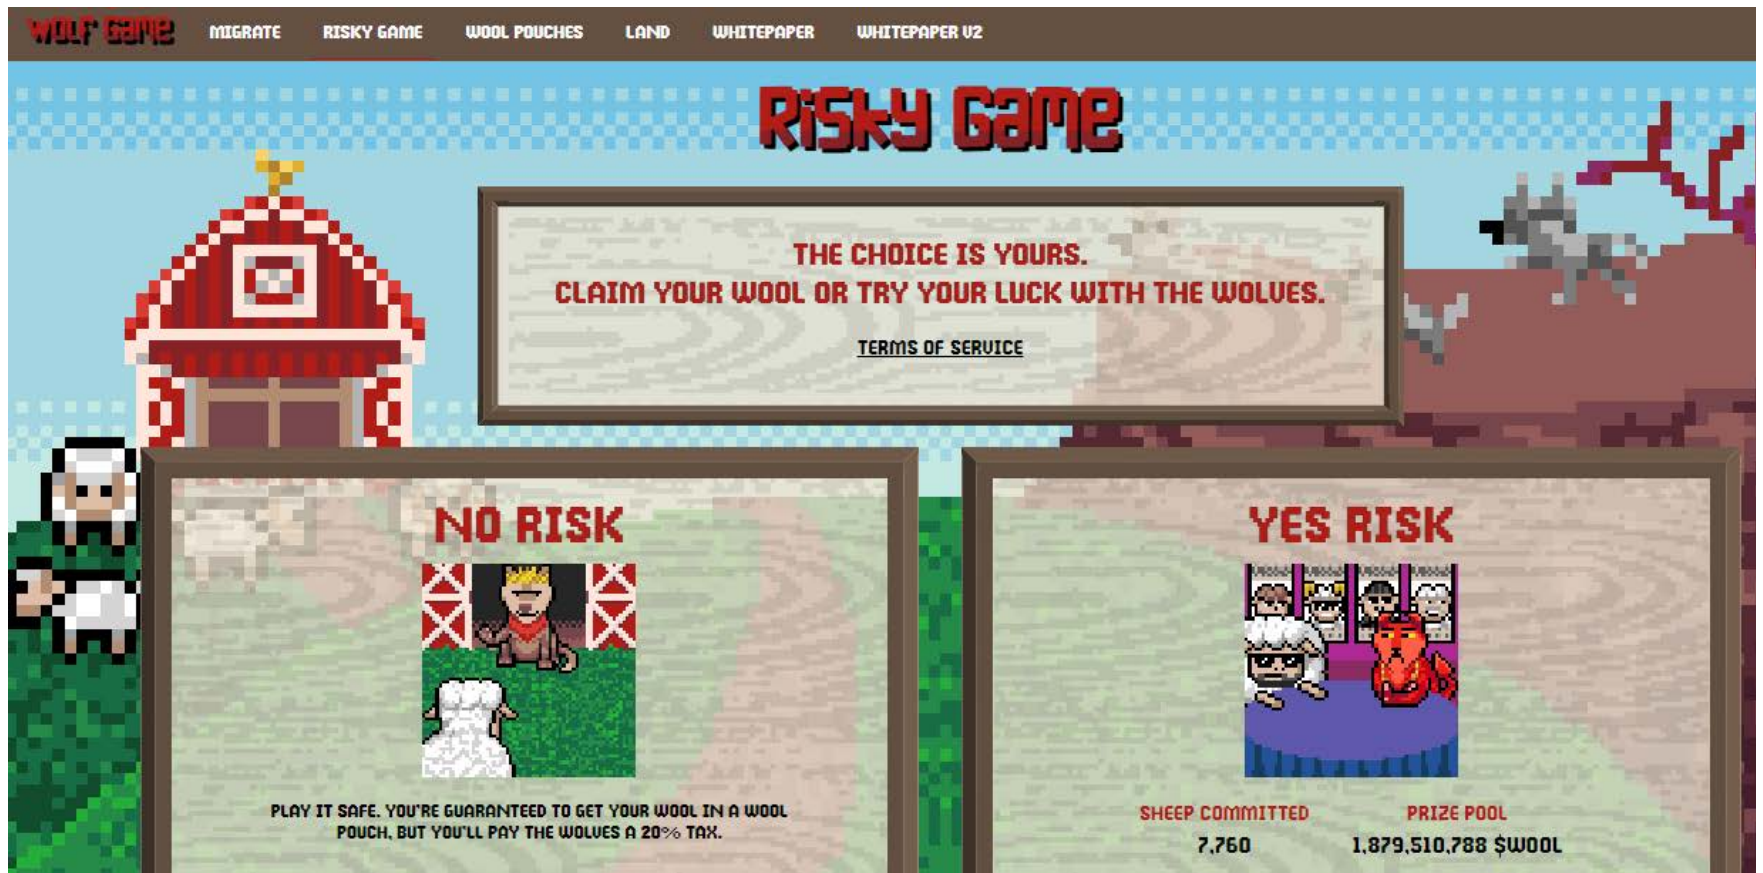 WOLF GAME
MIGRATE
RISKY GAME
WOOL POUCHES
LAND
WHITEPAPER
WHITEPAPER V2
Risky Game
THE CHOICE IS YOURS.
CLAIM YOUR WOOL OR TRY YOUR LUCK WITH THE WOLVES.
TERMS OF SERVICE
NO RISK
PLAY IT SAFE. YOU'RE GUARANTEED TO GET YOUR WOOL IN A WOOL
POUCH, BUT YOU'LL PAY THE WOLVES A 20% TAX.
YES RISK
SHEEP COMMITTED
7,760
PRIZE POOL
1,879,510,788 $WOOL